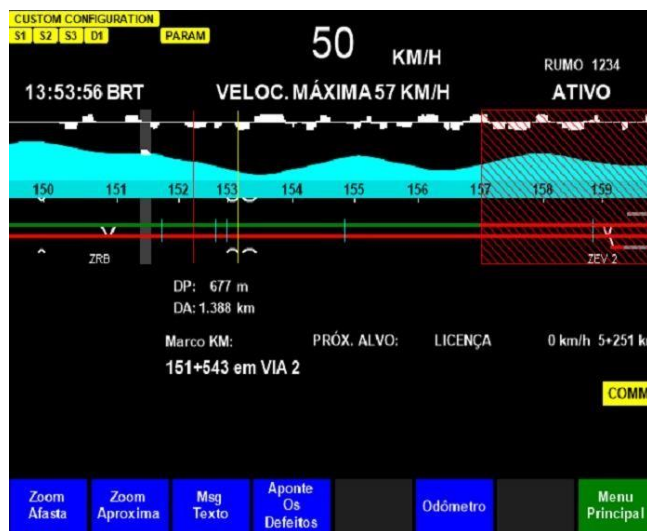 CUSTOM CONFIGURATION
S1 S2 S3 D1 PARAM
50 KM/H
RUMO 1234
13:53:56 BRT VELOC. MÁXIMA 57 KM/H ATIVO
150 151 152 153 154 155 156 157 158 159
ZRB ZEV-2
DP: 677 m
DA: 1.388 km
Marco KM: PRÓX. ALVO: LICENÇA 0 km/h 5+251 k
151+543 em VIA 2
COMM
Zoom Afasta
Zoom Aproxima
Msg Texto
Aponte Os Defeitos
Odômetro
Menu Principal